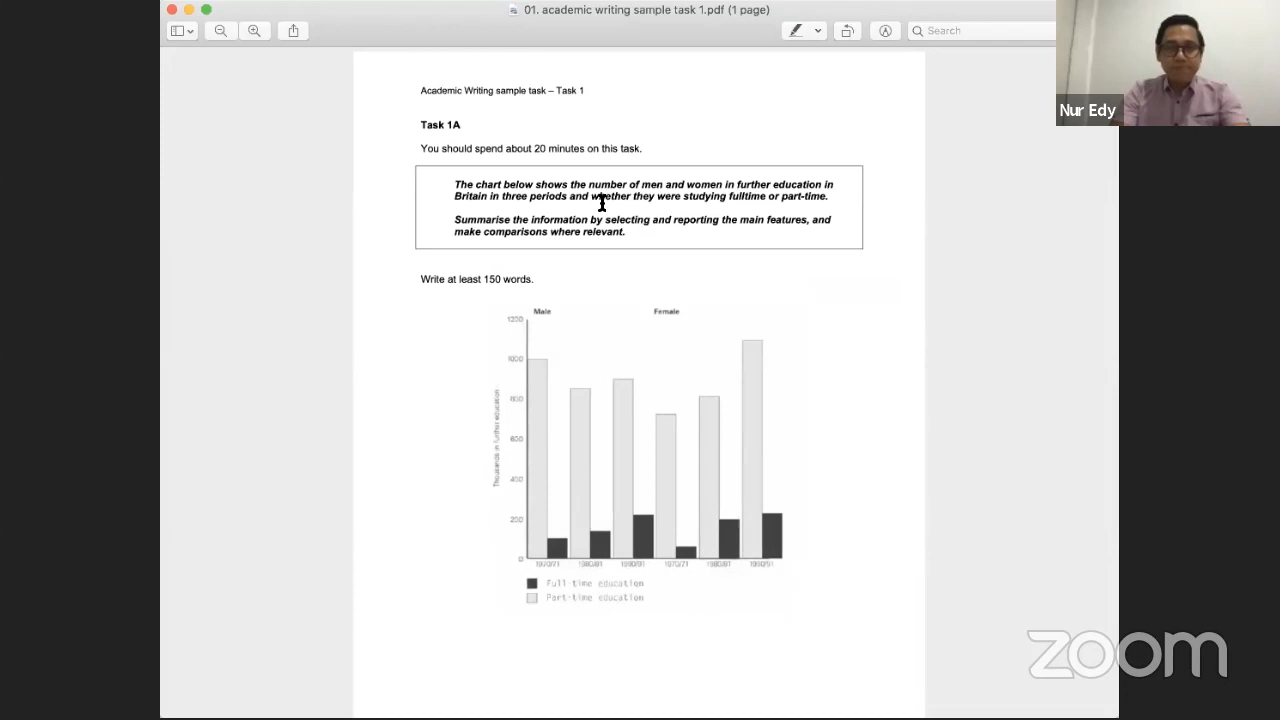 01. academic writing sample task 1.pdf (1 page)
Search
Nur Edy
Academic Writing sample task – Task 1
Task 1A
You should spend about 20 minutes on this task.
The chart below shows the number of men and women in further education in
Britain in three periods and whether they were studying fulltime or part-time.
Summarise the information by selecting and reporting the main features, and
make comparisons where relevant.
Write at least 150 words.
Male Female
1200
1000
800
600
400
200
0
Thousands in further education
1970/71 1980/81 1990/91 1970/71 1980/81 1990/91
Full-time education
Part-time education
zoom